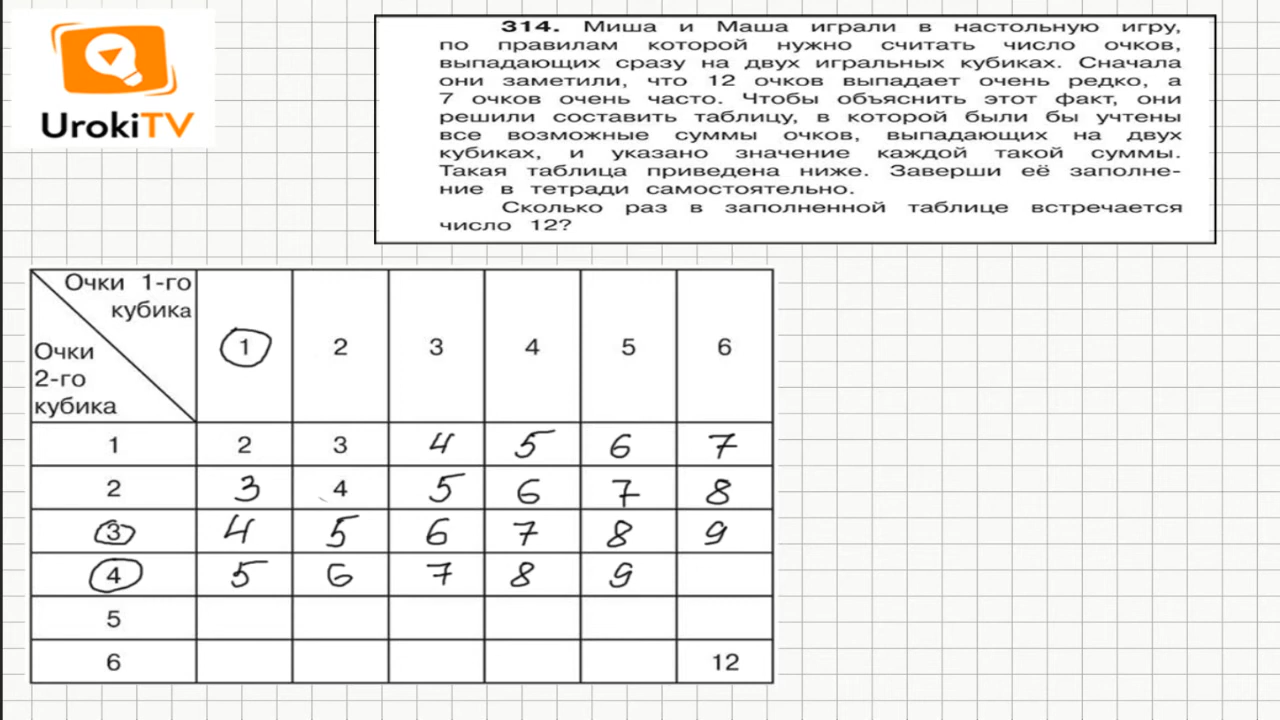 UrokiTV
314. Миша и Маша играли в настольную игру,
по правилам которой нужно считать число очков,
выпадающих сразу на двух игральных кубиках. Сначала
они заметили, что 12 очков выпадает очень редко, а
7 очков очень часто. Чтобы объяснить этот факт, они
решили составить таблицу, в которой были бы учтены
все возможные суммы очков, выпадающих на двух
кубиках, и указано значение каждой такой суммы.
Такая таблица приведена ниже. Заверши её заполне-
ние в тетради самостоятельно.
Сколько раз в заполненной таблице встречается
число 12?
Очки 1-го
кубика
Очки
2-го
кубика
1 2 3 4 5 6
1 2 3 4 5 6 7
2 3 4 5 6 7 8
3 4 5 6 7 8 9
4 5 6 7 8 9
5
6 12